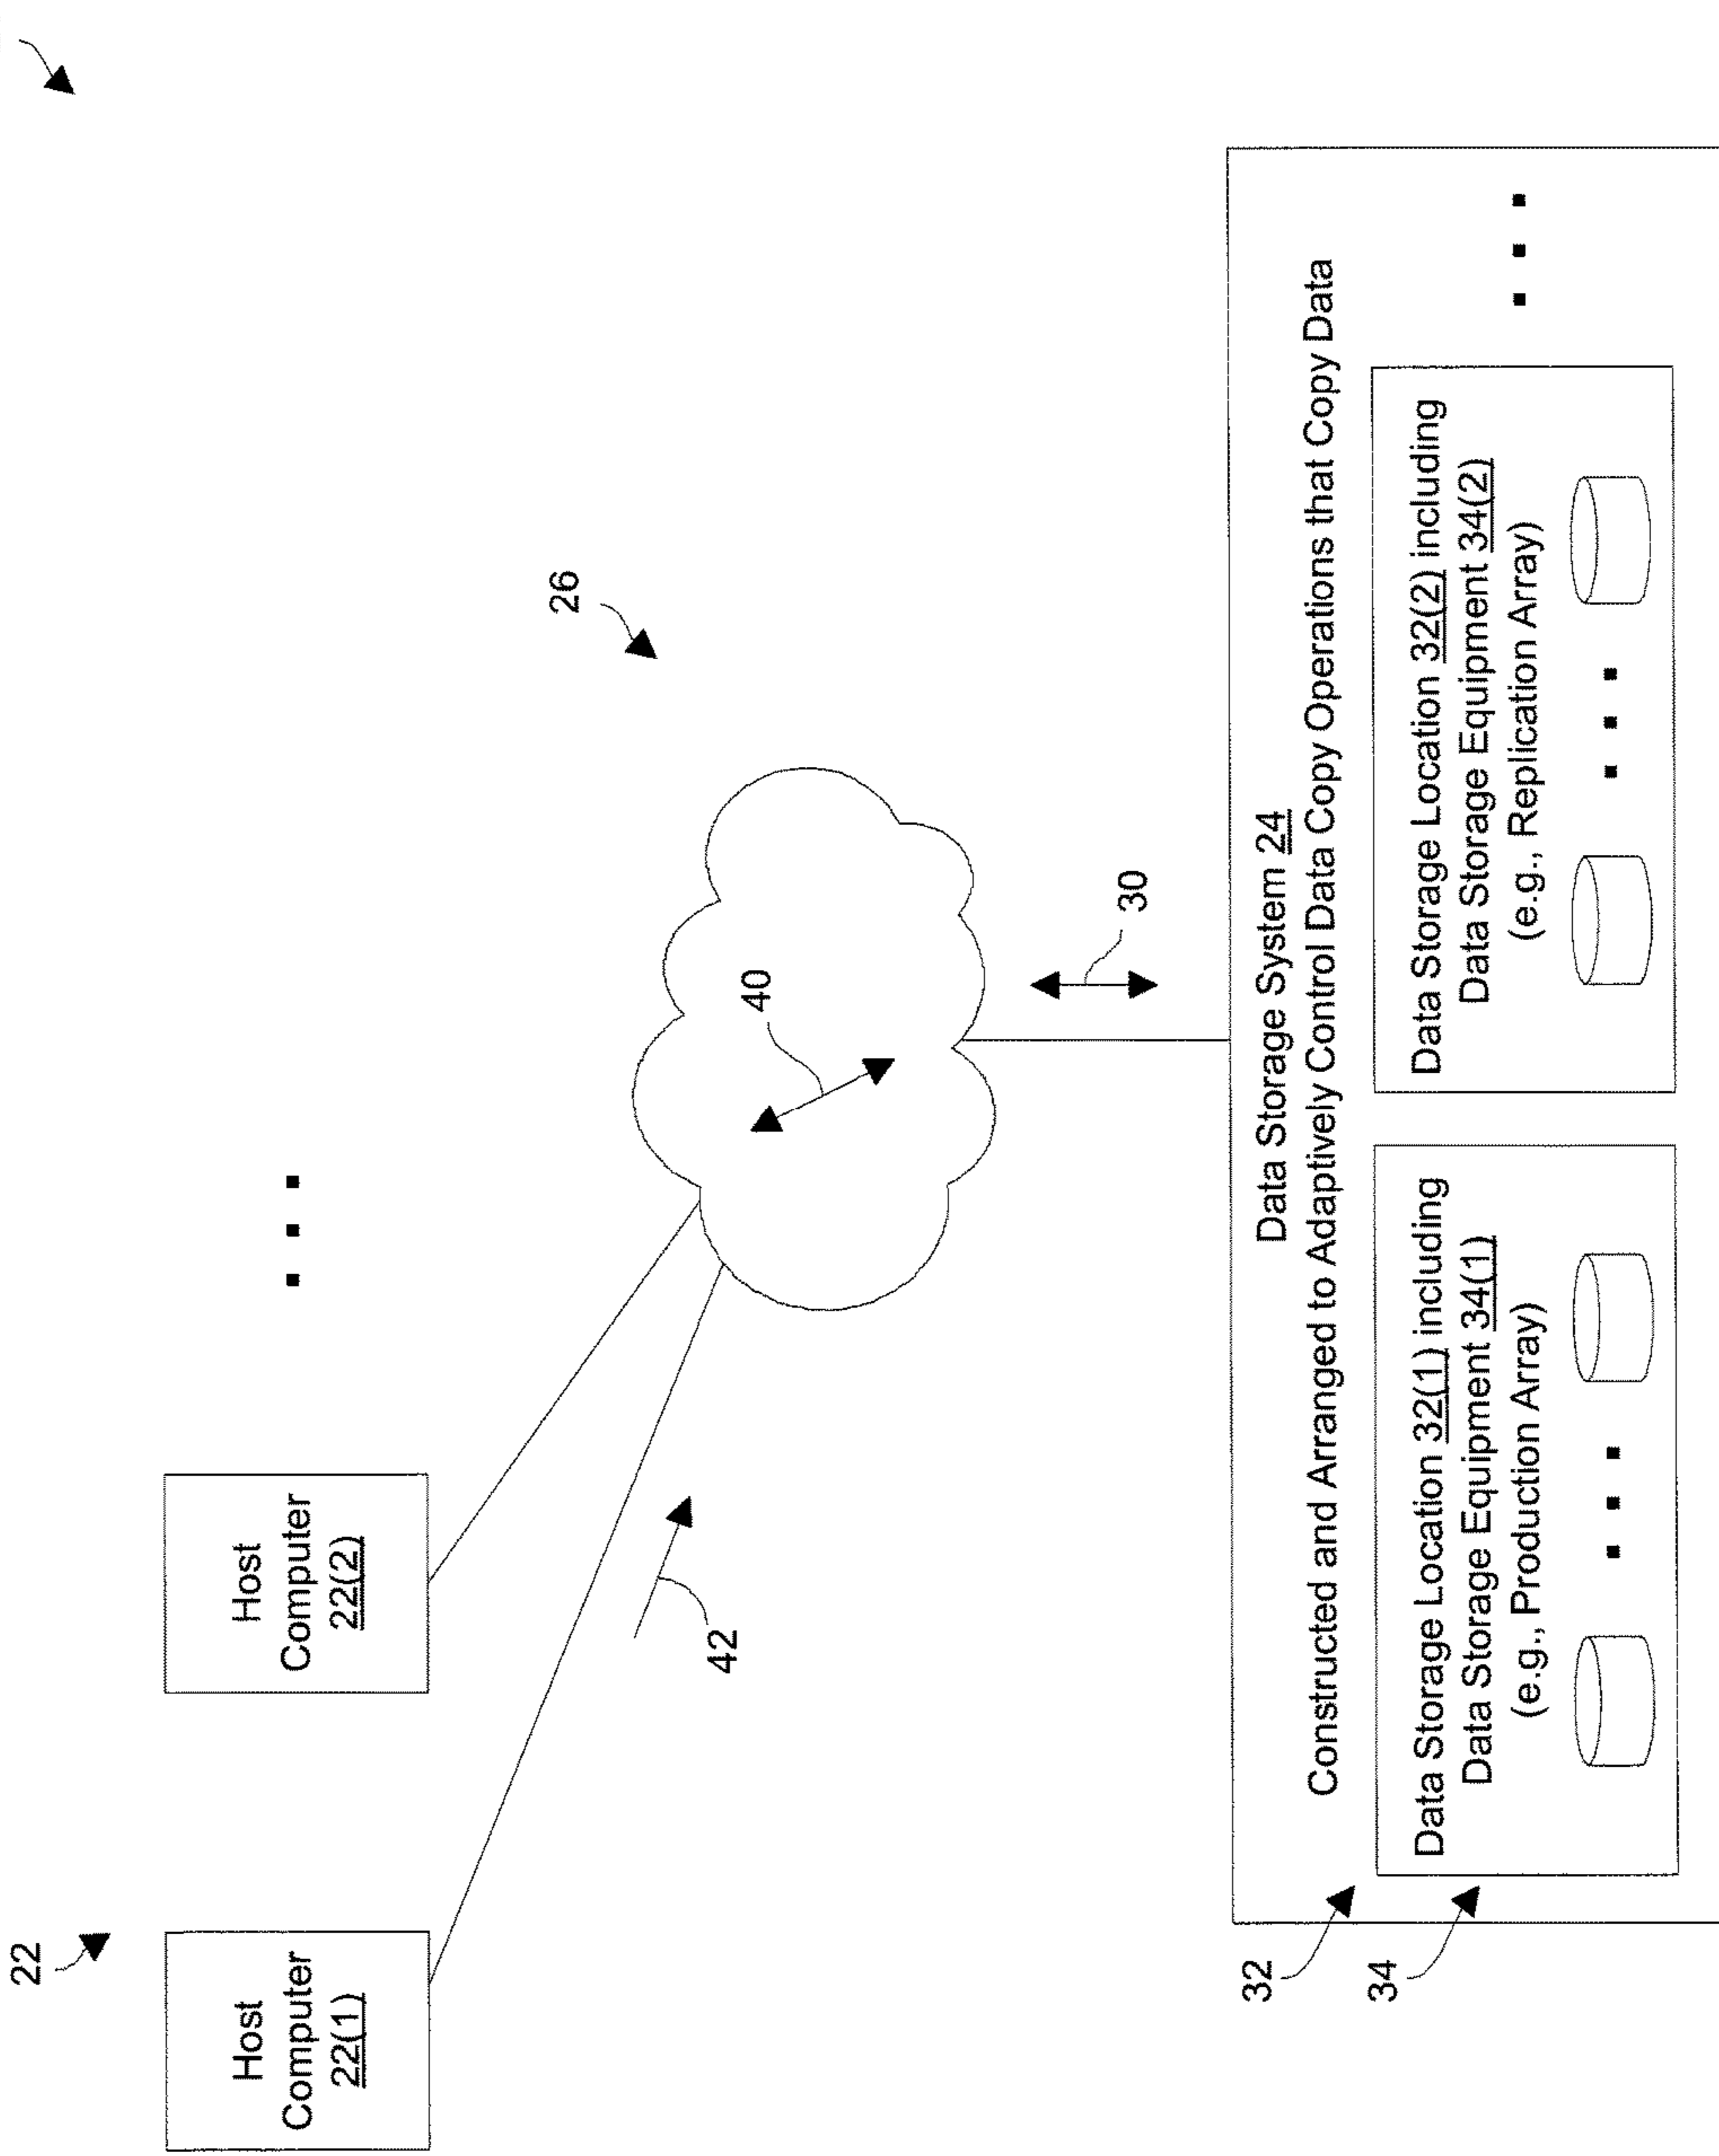 22
Host
Computer
22(1)
Host
Computer
22(2)
42
40
26
30
Data Storage System 24
Constructed and Arranged to Adaptively Control Data Copy Operations that Copy Data
32
34
Data Storage Location 32(1) including
Data Storage Equipment 34(1)
(e.g., Production Array)
Data Storage Location 32(2) including
Data Storage Equipment 34(2)
(e.g., Replication Array)